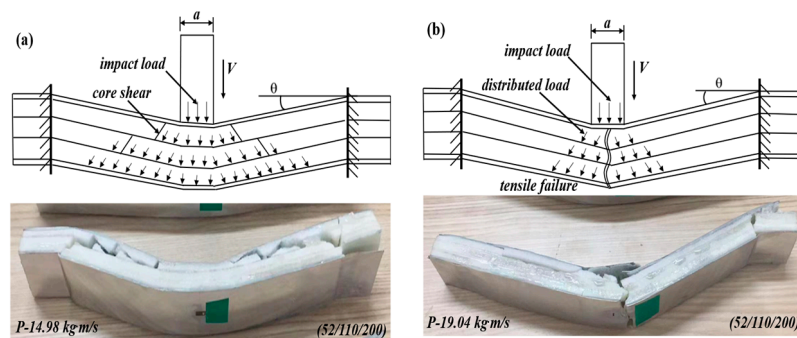 (a)
a
impact load
V
core shear
θ
P-14.98 kg·m/s
(52/110/200)
(b)
a
impact load
V
distributed load
θ
tensile failure
P-19.04 kg·m/s
(52/110/200)